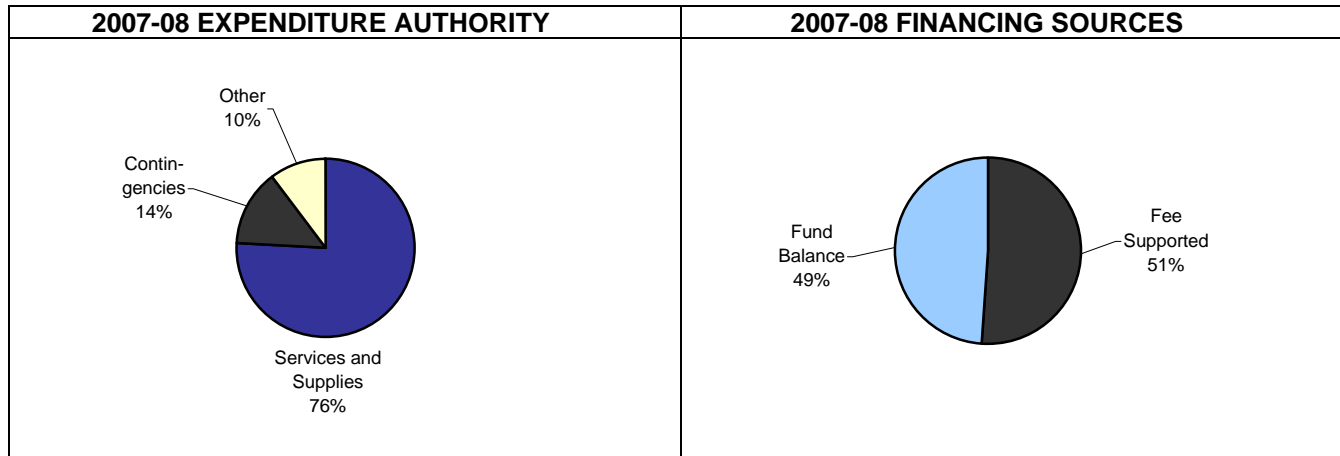 2007-08 EXPENDITURE AUTHORITY
Other
10%
Contin-
gencies
14%
Services and
Supplies
76%
2007-08 FINANCING SOURCES
Fund
Balance
49%
Fee
Supported
51%